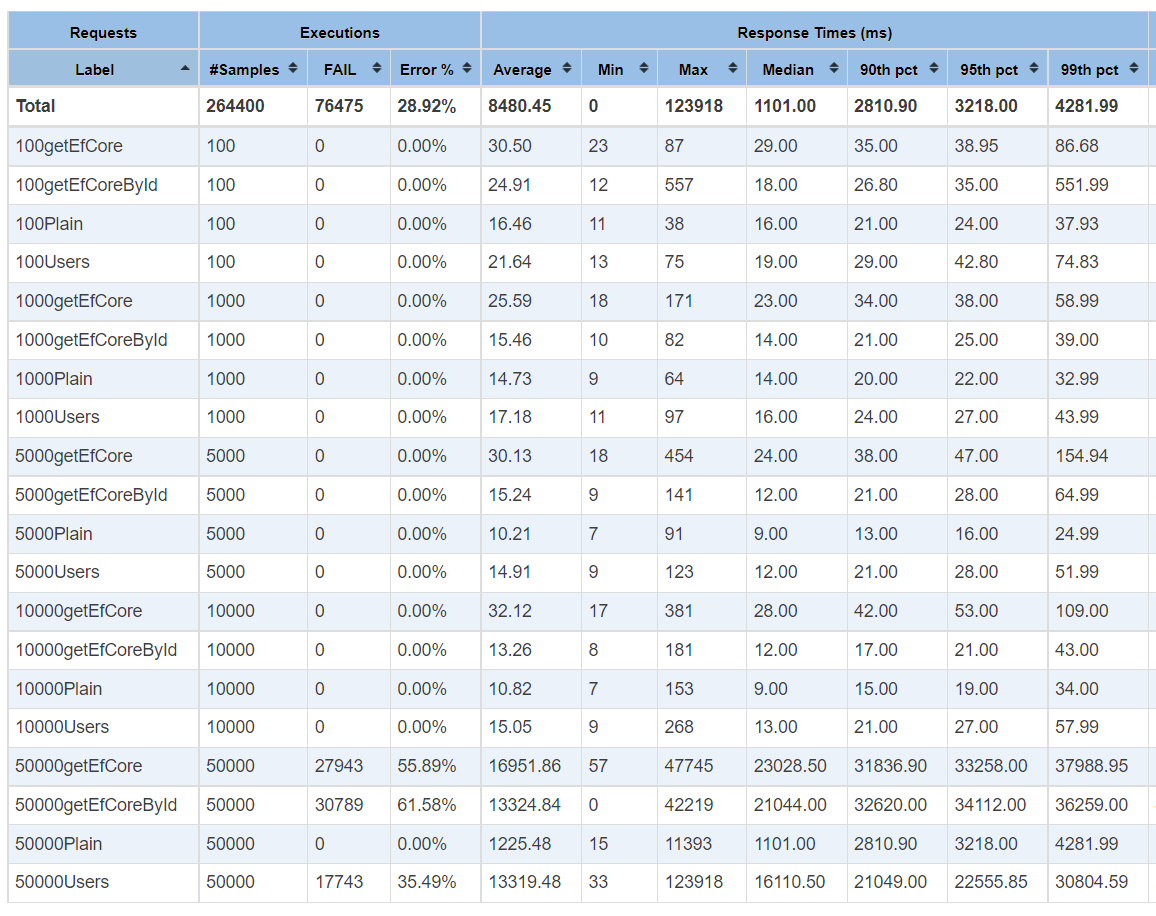 Requests Executions Response Times (ms)
Label #Samples FAIL Error % Average Min Max Median 90th pct 95th pct 99th pct
Total 264400 76475 28.92% 8480.45 0 123918 1101.00 2810.90 3218.00 4281.99
100getEfCore 100 0 0.00% 30.50 23 87 29.00 35.00 38.95 86.68
100getEfCoreById 100 0 0.00% 24.91 12 557 18.00 26.80 35.00 551.99
100Plain 100 0 0.00% 16.46 11 38 16.00 21.00 24.00 37.93
100Users 100 0 0.00% 21.64 13 75 19.00 29.00 42.80 74.83
1000getEfCore 1000 0 0.00% 25.59 18 171 23.00 34.00 38.00 58.99
1000getEfCoreById 1000 0 0.00% 15.46 10 82 14.00 21.00 25.00 39.00
1000Plain 1000 0 0.00% 14.73 9 64 14.00 20.00 22.00 32.99
1000Users 1000 0 0.00% 17.18 11 97 16.00 24.00 27.00 43.99
5000getEfCore 5000 0 0.00% 30.13 18 454 24.00 38.00 47.00 154.94
5000getEfCoreById 5000 0 0.00% 15.24 9 141 12.00 21.00 28.00 64.99
5000Plain 5000 0 0.00% 10.21 7 91 9.00 13.00 16.00 24.99
5000Users 5000 0 0.00% 14.91 9 123 12.00 21.00 28.00 51.99
10000getEfCore 10000 0 0.00% 32.12 17 381 28.00 42.00 53.00 109.00
10000getEfCoreById 10000 0 0.00% 13.26 8 181 12.00 17.00 21.00 43.00
10000Plain 10000 0 0.00% 10.82 7 153 9.00 15.00 19.00 34.00
10000Users 10000 0 0.00% 15.05 9 268 13.00 21.00 27.00 57.99
50000getEfCore 50000 27943 55.89% 16951.86 57 47745 23028.50 31836.90 33258.00 37988.95
50000getEfCoreById 50000 30789 61.58% 13324.84 0 42219 21044.00 32620.00 34112.00 36259.00
50000Plain 50000 0 0.00% 1225.48 15 11393 1101.00 2810.90 3218.00 4281.99
50000Users 50000 17743 35.49% 13319.48 33 123918 16110.50 21049.00 22555.85 30804.59